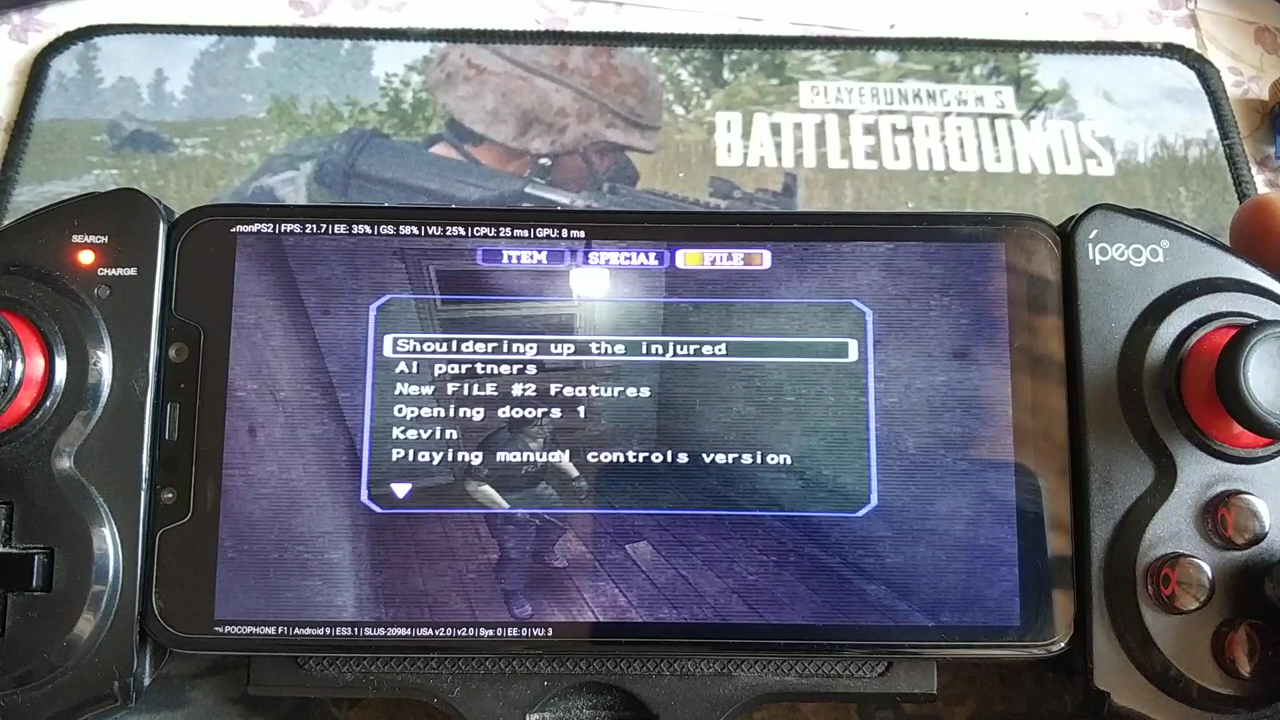 PLAYERUNKNOWN'S
BATTLEGROUNDS
SEARCH
CHARGE
ípega®
nonPS2 | FPS: 21.7 | EE: 35% | GS: 58% | VU: 25% | CPU: 25 ms | GPU: 8 ms
ITEM SPECIAL FILE
Shouldering up the injured
AI partners
New FILE #2 Features
Opening doors 1
Kevin
Playing manual controls version
POCOPHONE F1 | Android 9 | ES3.1 | SLUS-20984 | USA v2.0 | v2.0 | Sys: 0 | EE: 0 | VU: 3